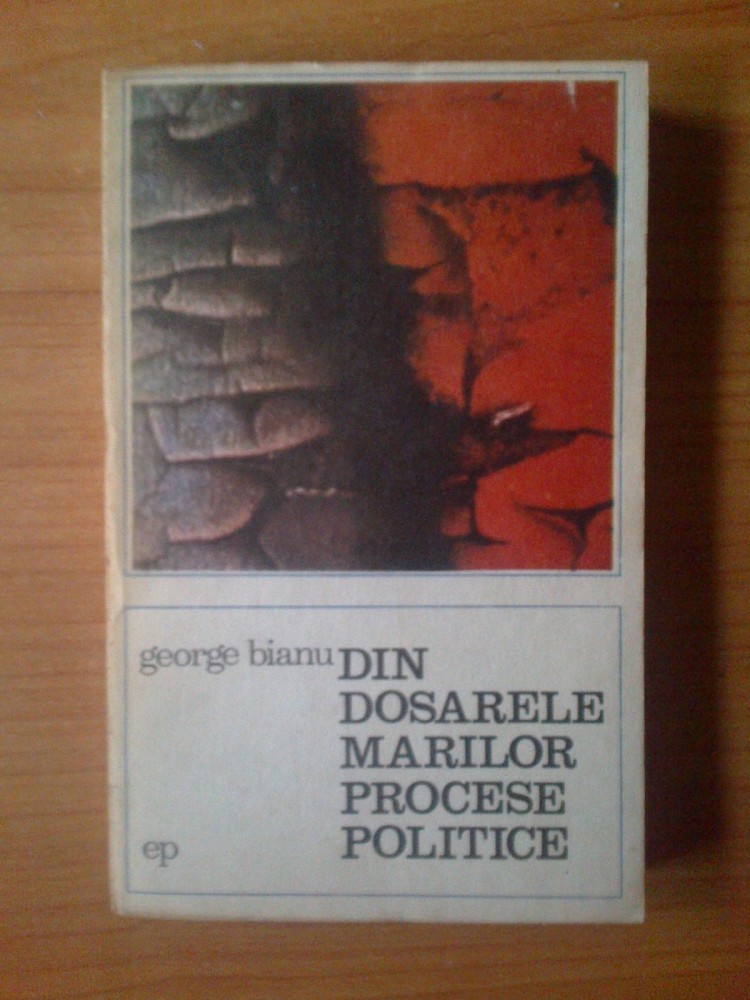 george bianu
DIN
DOSARELE
MARILOR
PROCESE
POLITICE
ep